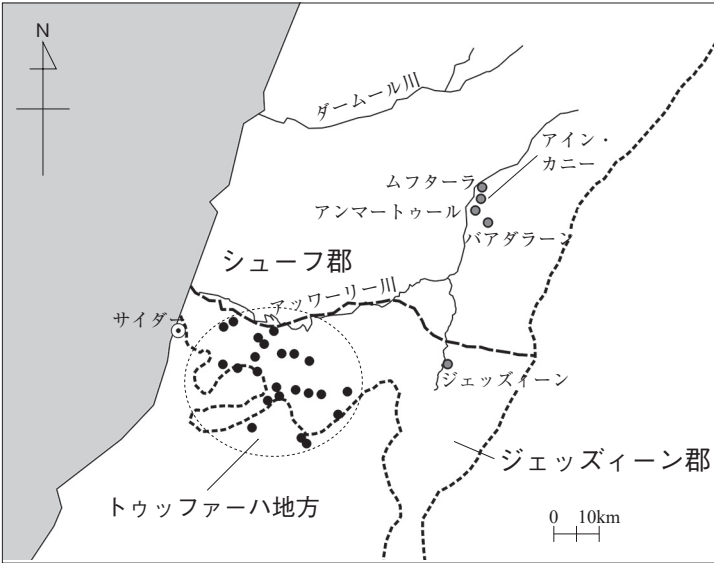 N
ダームール川
アイン・
カニー
ムフターラ
アンマートゥール
バアダラーン
シューフ郡
アッワーリー川
サイダー
ジェッズィーン
ジェッズィーン郡
トゥッファーハ地方
0 10km